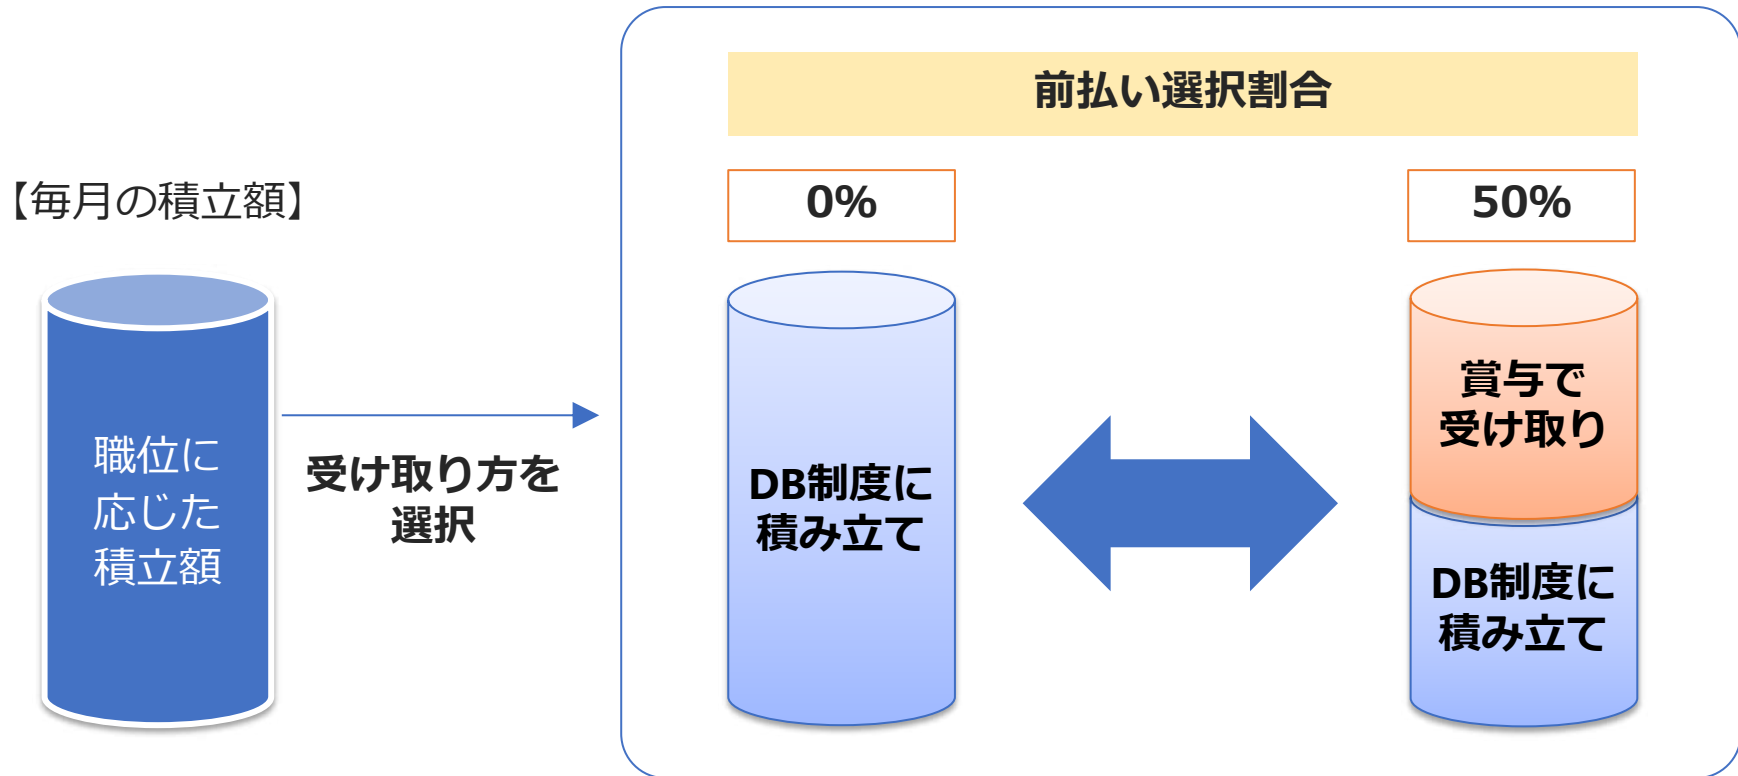 【毎月の積立額】
職位に
応じた
積立額
受け取り方を
選択
前払い選択割合
0%
50%
DB制度に
積み立て
賞与で
受け取り
DB制度に
積み立て